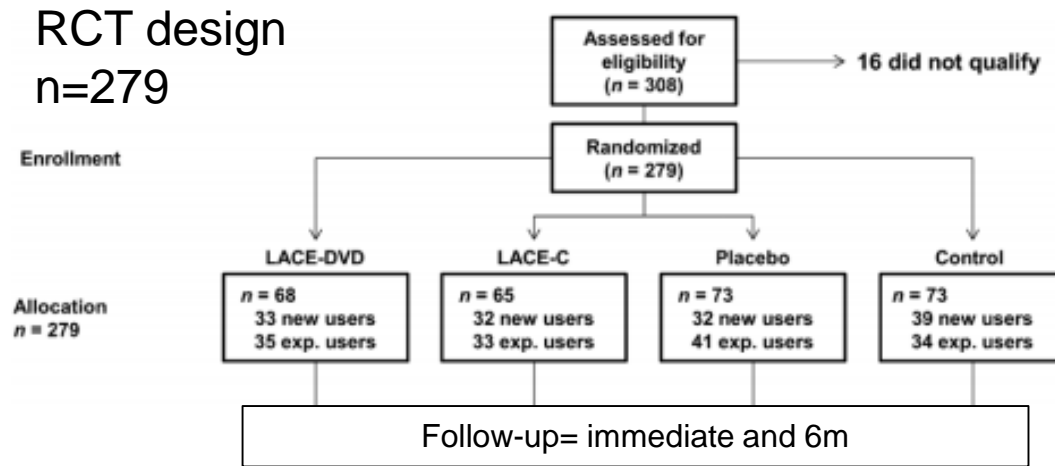 RCT design
n=279
Assessed for
eligibility
(n = 308)
16 did not qualify
Enrollment
Randomized
(n = 279)
LACE-DVD
LACE-C
Placebo
Control
Allocation
n = 279
n = 68
33 new users
35 exp. users
n = 65
32 new users
33 exp. users
n = 73
32 new users
41 exp. users
n = 73
39 new users
34 exp. users
Follow-up= immediate and 6m